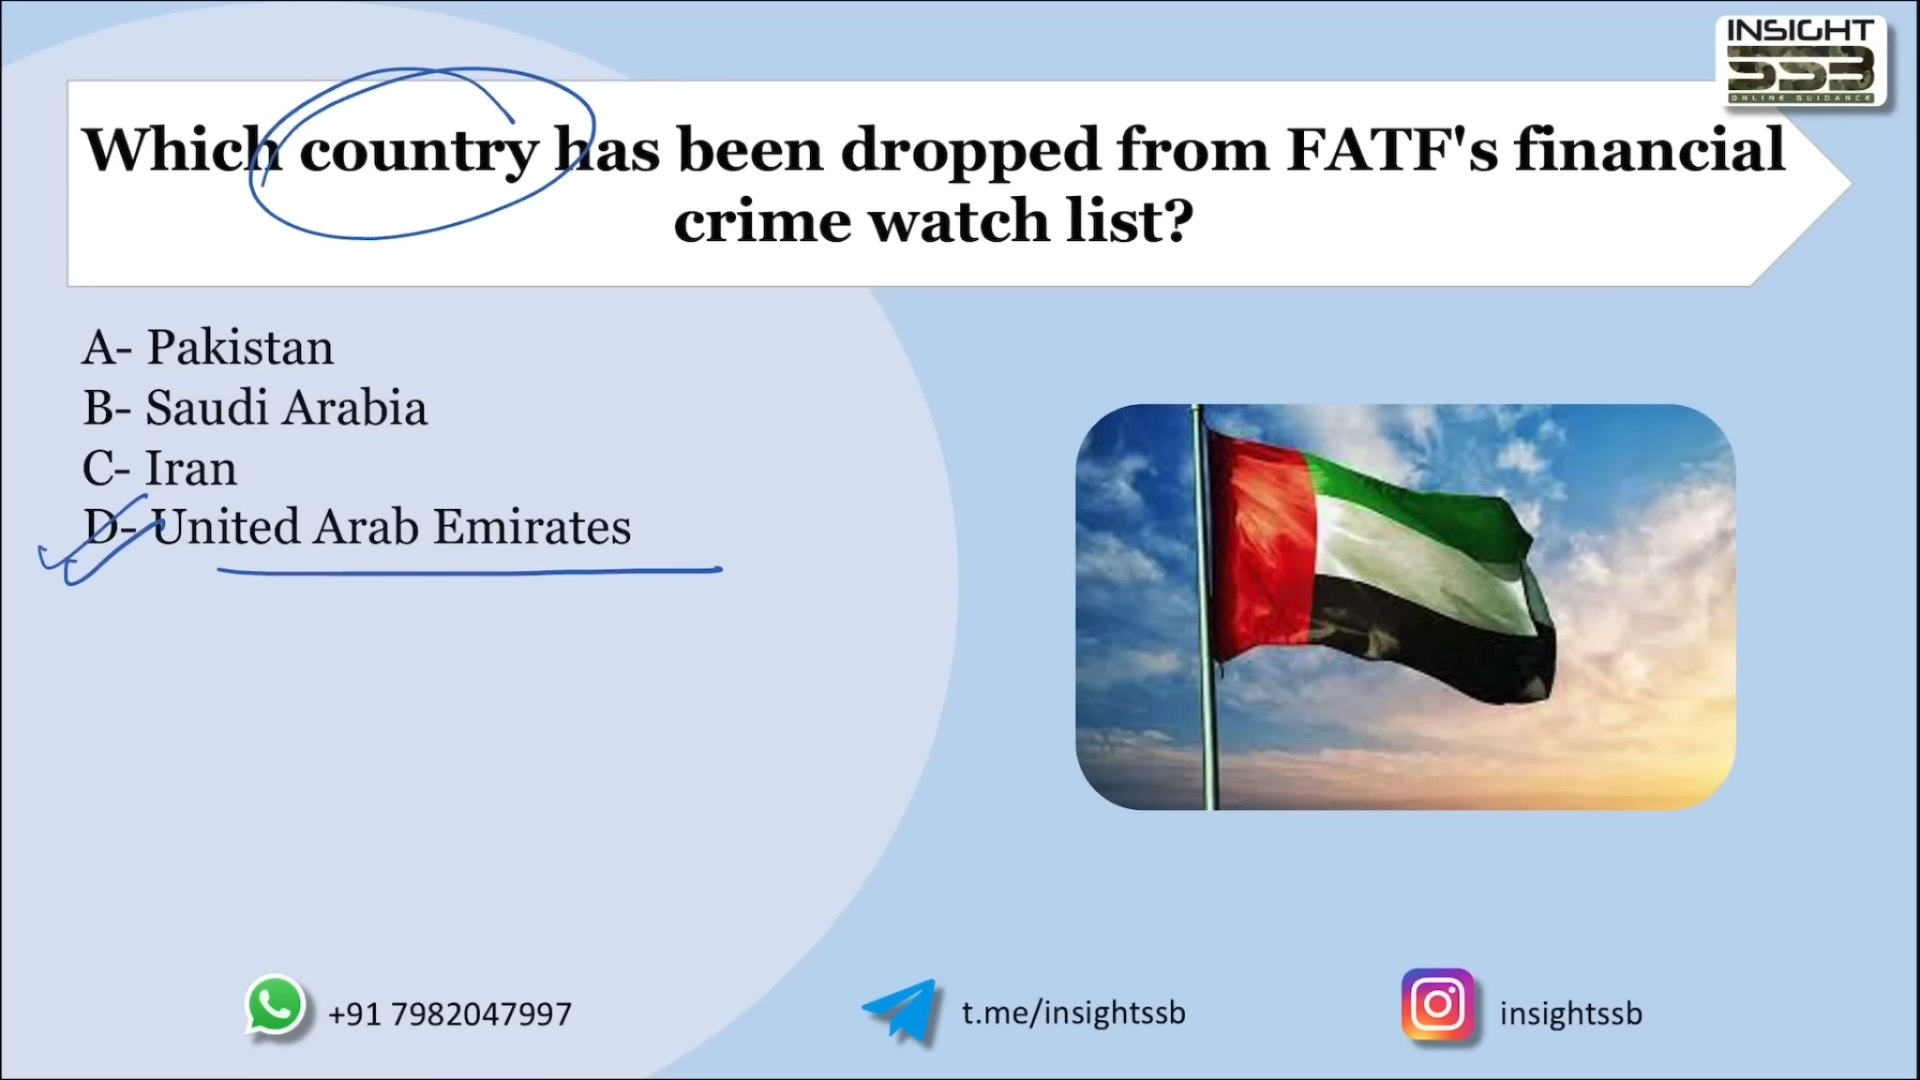 INSIGHT
SSB
ONLINE GUIDANCE
Which country has been dropped from FATF's financial
crime watch list?
A- Pakistan
B- Saudi Arabia
C- Iran
D- United Arab Emirates
+91 7982047997
t.me/insightssb
insightssb